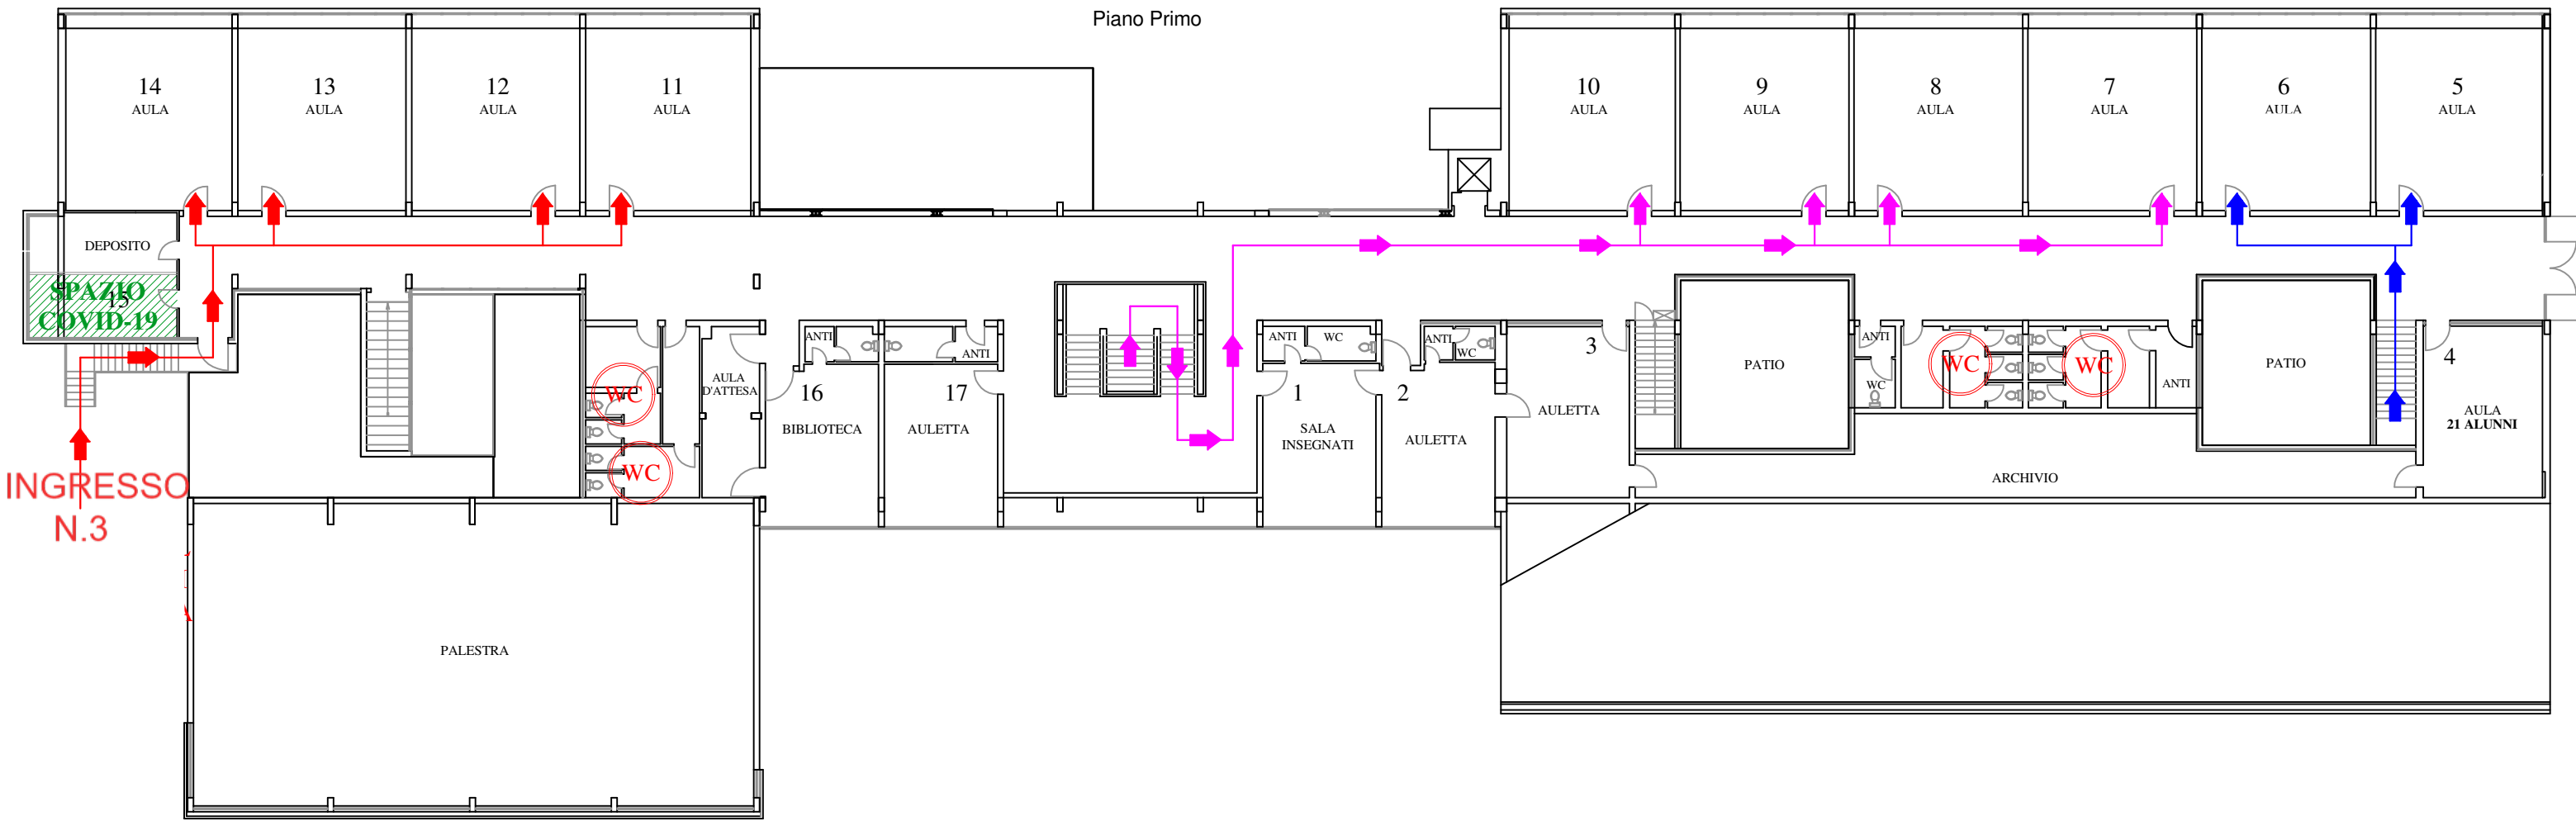 Piano Primo
14
AULA
13
AULA
12
AULA
11
AULA
10
AULA
9
AULA
8
AULA
7
AULA
6
AULA
5
AULA
DEPOSITO
15
SPAZIO
COVID-19
INGRESSO
N.3
WC
WC
AULA
D'ATTESA
ANTI
16
BIBLIOTECA
ANTI
17
AULETTA
ANTI
WC
1
SALA
INSEGNATI
ANTI
WC
2
AULETTA
3
AULETTA
PATIO
ANTI
WC
WC
WC
ANTI
PATIO
4
AULA
21 ALUNNI
ARCHIVIO
PALESTRA